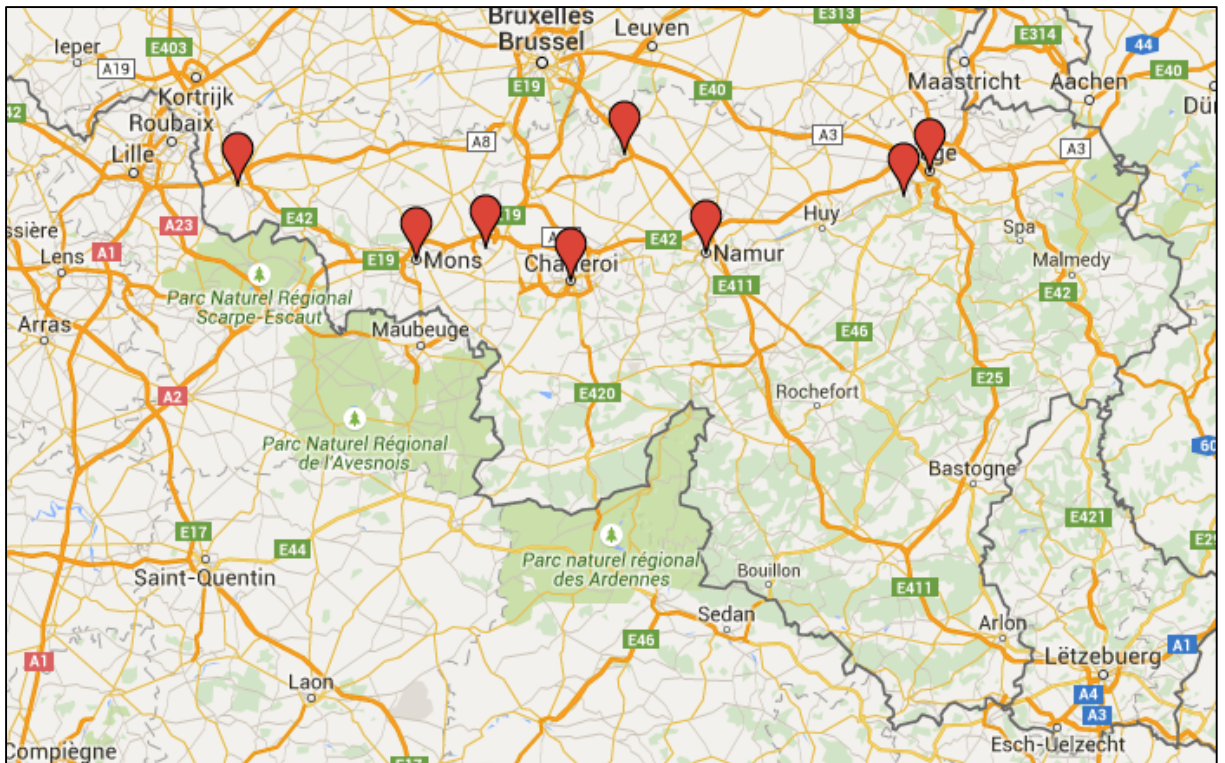 Bruxelles
Brussel
Leuven
E313
E314
44
Ieper
E403
A19
Kortrijk
E19
E40
Maastricht
Aachen
E40
42
Roubaix
Lille
A8
A3
A3
Huy
Spa
Malmedy
E42
A23
E42
E19
Mons
E42
Namur
E411
Lens
A1
Parc Naturel Régional
Scarpe-Escaut
Arras
Maubeuge
E46
E420
Rochefort
E25
A2
Parc Naturel Régional
de l'Avesnois
60
Bastogne
E421
E17
E44
Saint-Quentin
Parc naturel régional
des Ardennes
Bouillon
E411
Sedan
Arlon
E46
A1
Lëtzebuerg
A1
Laon
A4
A3
Esch-Uelzecht
Compiègne
E17